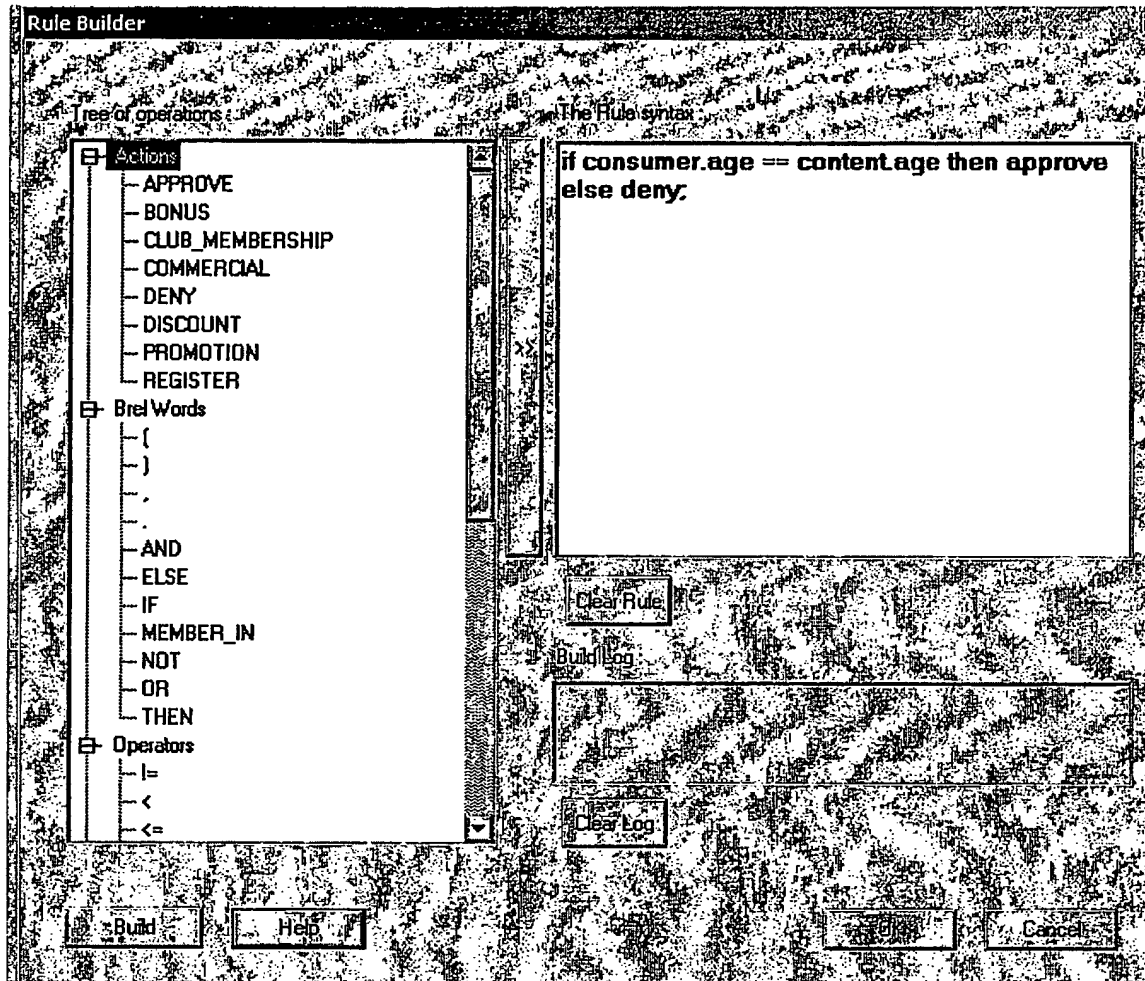 Rule Builder
Tree of operations
The Rule syntax
Actions
APPROVE
BONUS
CLUB_MEMBERSHIP
COMMERCIAL
DENY
DISCOUNT
PROMOTION
REGISTER
Brel Words
(
)
,
.
AND
ELSE
IF
MEMBER_IN
NOT
OR
THEN
Operators
!=
<
<=
>>
if consumer.age == content.age then approve
else deny;
Clear Rule
Build Log
Clear Log
Build
Help
Cancel